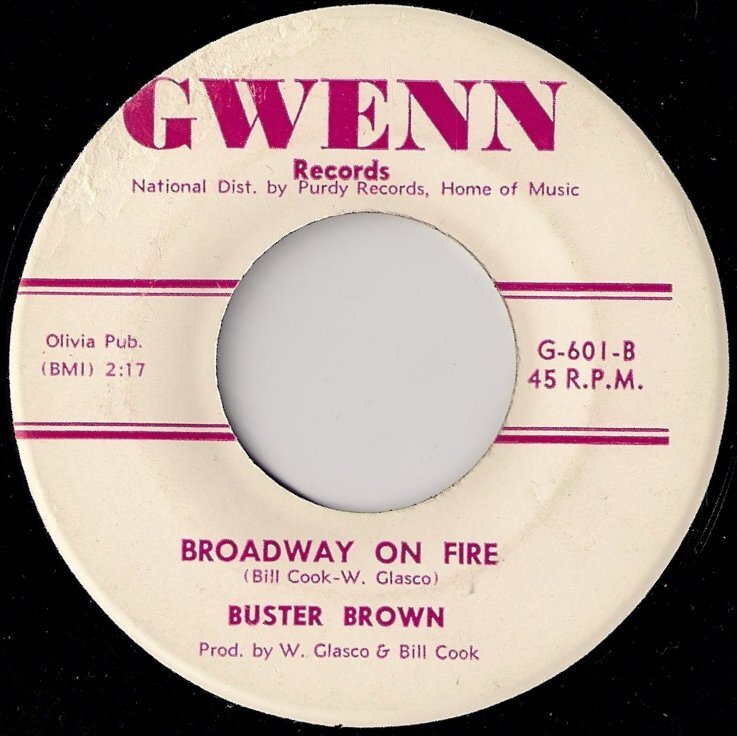 GWENN
Records
National Dist. by Purdy Records, Home of Music
Olivia Pub.
(BMI) 2:17
G-601-B
45 R.P.M.
BROADWAY ON FIRE
(Bill Cook-W. Glasco)
BUSTER BROWN
Prod. by W. Glasco & Bill Cook